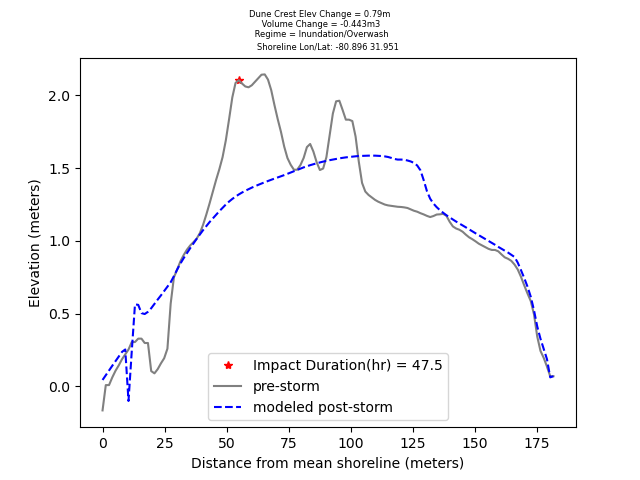 Dune Crest Elev Change = 0.79m
Volume Change = -0.443m3
Regime = Inundation/Overwash
Shoreline Lon/Lat: -80.896 31.951
2.0
1.5
1.0
0.5
0.0
Elevation (meters)
Impact Duration(hr) = 47.5
pre-storm
modeled post-storm
0 25 50 75 100 125 150 175
Distance from mean shoreline (meters)